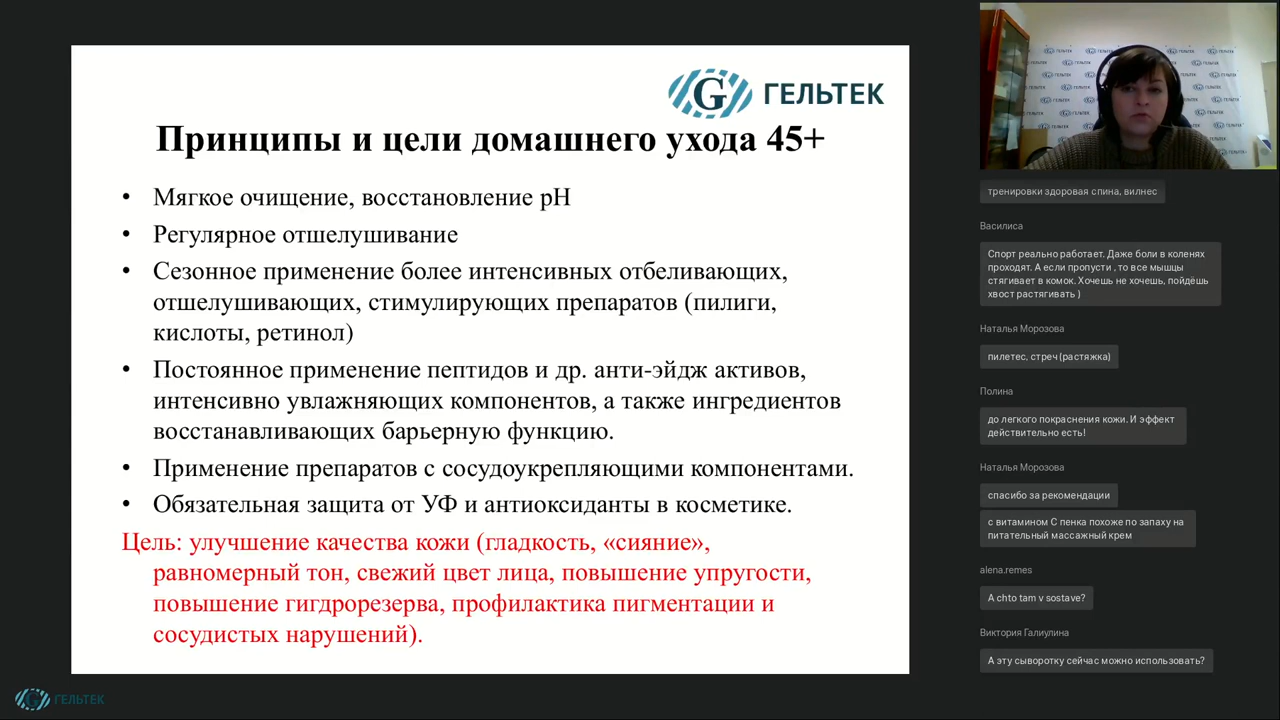 ГЕЛЬТЕК
Принципы и цели домашнего ухода 45+
• Мягкое очищение, восстановление pH
• Регулярное отшелушивание
• Сезонное применение более интенсивных отбеливающих,
отшелушивающих, стимулирующих препаратов (пилиги,
кислоты, ретинол)
• Постоянное применение пептидов и др. анти-эйдж активов,
интенсивно увлажняющих компонентов, а также ингредиентов
восстанавливающих барьерную функцию.
• Применение препаратов с сосудоукрепляющими компонентами.
• Обязательная защита от УФ и антиоксиданты в косметике.
Цель: улучшение качества кожи (гладкость, «сияние»,
равномерный тон, свежий цвет лица, повышение упругости,
повышение гигдрорезерва, профилактика пигментации и
сосудистых нарушений).
G ГЕЛЬТЕК
тренировки здоровая спина, вилнес
Василиса
Спорт реально работает. Даже боли в коленях
проходят. А если пропусти , то все мышцы
стягивает в комок. Хочешь не хочешь, пойдёшь
хвост растягивать )
Наталья Морозова
пилетес, стреч (растяжка)
Полина
до легкого покраснения кожи. И эффект
действительно есть!
Наталья Морозова
спасибо за рекомендации
с витамином С пенка похоже по запаху на
питательный массажный крем
alena.remes
A chto tam v sostave?
Виктория Галиулина
А эту сыворотку сейчас можно использовать?